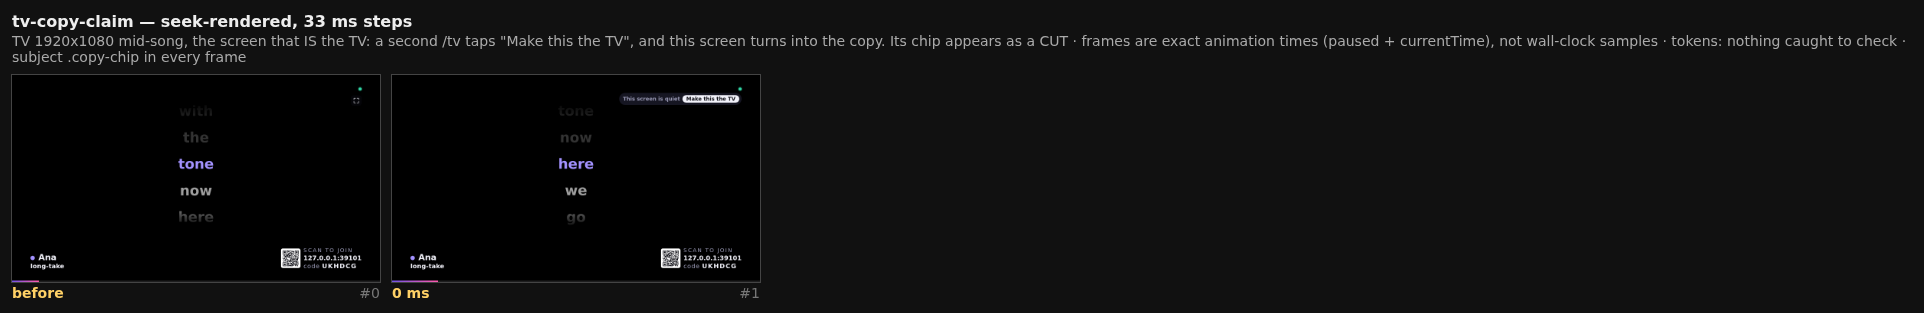 tv-copy-claim — seek-rendered, 33 ms steps
TV 1920x1080 mid-song, the screen that IS the TV: a second /tv taps "Make this the TV", and this screen turns into the copy. Its chip appears as a CUT · frames are exact animation times (paused + currentTime), not wall-clock samples · tokens: nothing caught to check ·
subject .copy-chip in every frame
with
the
tone
now
here
Ana
long-take
SCAN TO JOIN
127.0.0.1:39101
code UKHDCG
before #0
This screen is quiet Make this the TV
tone
now
here
we
go
Ana
long-take
SCAN TO JOIN
127.0.0.1:39101
code UKHDCG
0 ms #1